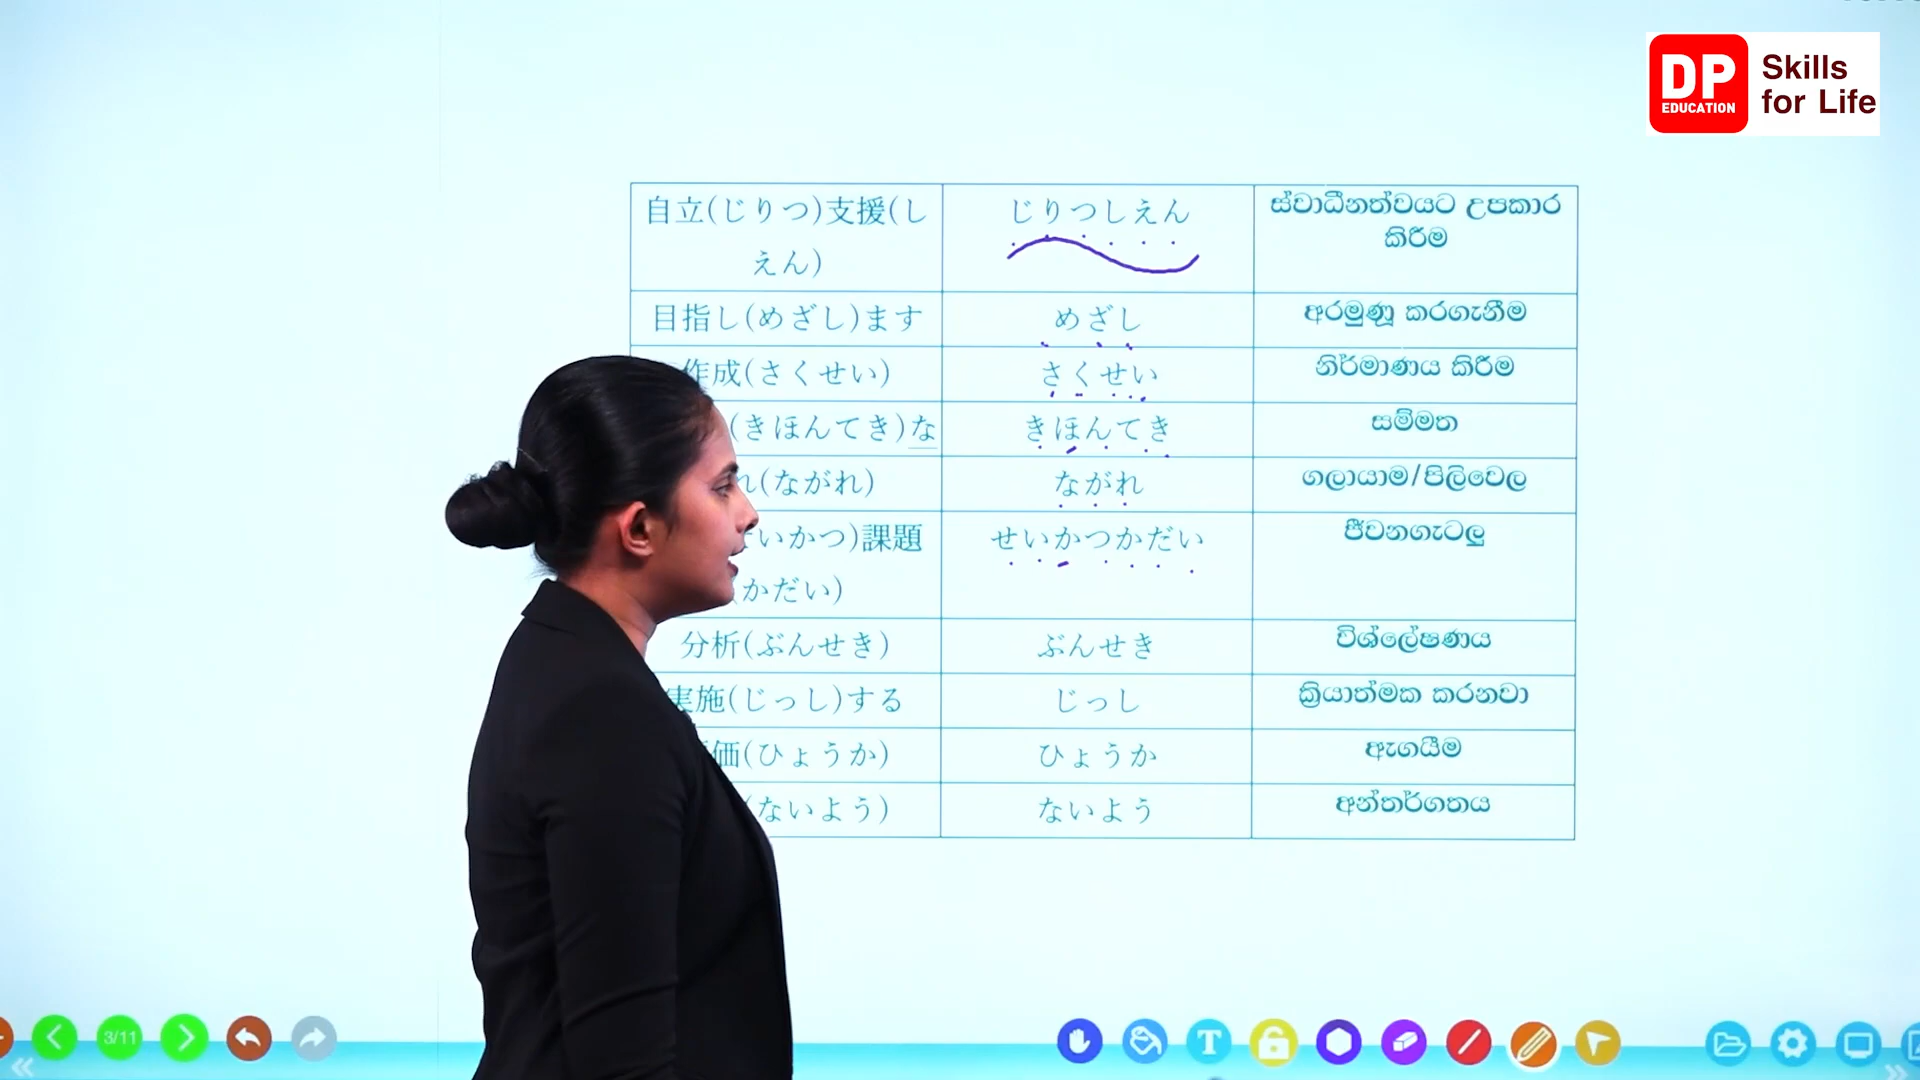 DP
EDUCATION
Skills
for Life
自立(じりつ)支援(し
えん)
じりつしえん
ස්වාධීනත්වයට උපකාර
කිරීම
目指し(めざし)ます
めざし
අරමුණු කරගැනීම
作成(さくせい)
さくせい
නිර්මාණය කිරීම
(きほんてき)な
きほんてき
සම්මත
れ(ながれ)
ながれ
ගලායාම/පිලිවෙල
いかつ)課題
かだい)
せいかつかだい
ජීවනගැටලු
分析(ぶんせき)
ぶんせき
විශ්ලේෂණය
実施(じっし)する
じっし
ක්‍රියාත්මක කරනවා
価(ひょうか)
ひょうか
ඇගයීම
(ないよう)
ないよう
අන්තර්ගතය
3/11
T